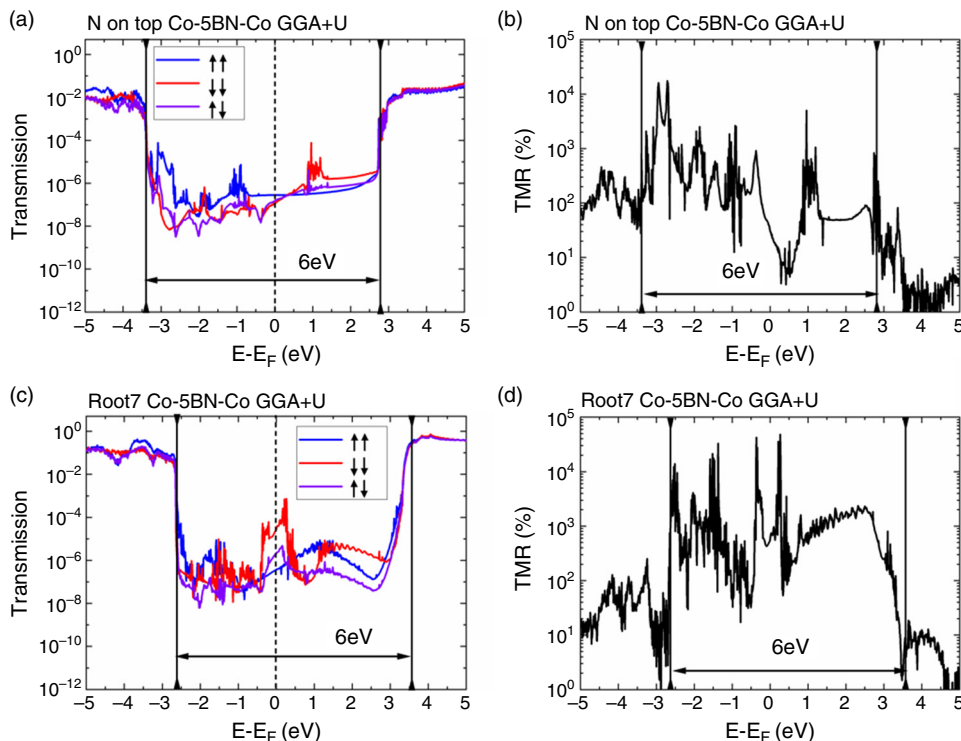 (a)
N on top Co-5BN-Co GGA+U
10^0
10^-2
10^-4
10^-6
10^-8
10^-10
10^-12
Transmission
↑↑
↓↓
↑↓
6eV
−5 −4 −3 −2 −1 0 1 2 3 4 5
E-E_F (eV)
(b)
N on top Co-5BN-Co GGA+U
10^5
10^4
10^3
10^2
10^1
10^0
TMR (%)
6eV
−5 −4 −3 −2 −1 0 1 2 3 4 5
E-E_F (eV)
(c)
Root7 Co-5BN-Co GGA+U
10^0
10^-2
10^-4
10^-6
10^-8
10^-10
10^-12
Transmission
↑↑
↓↓
↑↓
6eV
−5 −4 −3 −2 −1 0 1 2 3 4 5
E-E_F (eV)
(d)
Root7 Co-5BN-Co GGA+U
10^5
10^4
10^3
10^2
10^1
10^0
TMR (%)
6eV
−5 −4 −3 −2 −1 0 1 2 3 4 5
E-E_F (eV)